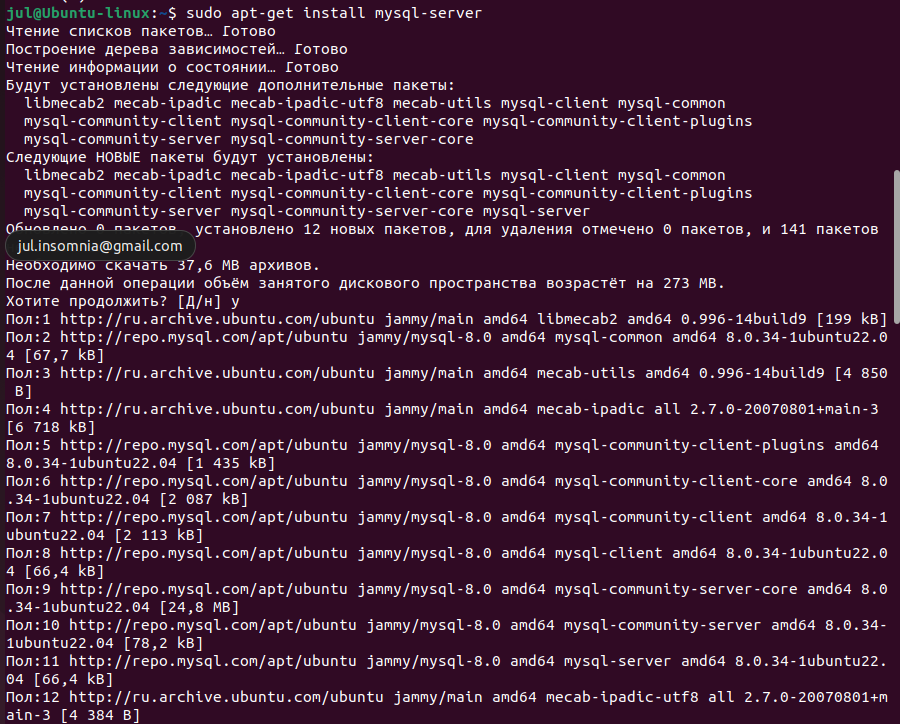 jul@Ubuntu-linux:~$ sudo apt-get install mysql-server
Чтение списков пакетов… Готово
Построение дерева зависимостей… Готово
Чтение информации о состоянии… Готово
Будут установлены следующие дополнительные пакеты:
libmecab2 mecab-ipadic mecab-ipadic-utf8 mecab-utils mysql-client mysql-common
mysql-community-client mysql-community-client-core mysql-community-client-plugins
mysql-community-server mysql-community-server-core
Следующие НОВЫЕ пакеты будут установлены:
libmecab2 mecab-ipadic mecab-ipadic-utf8 mecab-utils mysql-client mysql-common
mysql-community-client mysql-community-client-core mysql-community-client-plugins
mysql-community-server mysql-community-server-core mysql-server
Обновлено 0 пакетов, установлено 12 новых пакетов, для удаления отмечено 0 пакетов, и 141 пакетов
jul.insomnia@gmail.com
Необходимо скачать 37,6 MB архивов.
После данной операции объём занятого дискового пространства возрастёт на 273 MB.
Хотите продолжить? [Д/н] y
Пол:1 http://ru.archive.ubuntu.com/ubuntu jammy/main amd64 libmecab2 amd64 0.996-14build9 [199 kB]
Пол:2 http://repo.mysql.com/apt/ubuntu jammy/mysql-8.0 amd64 mysql-common amd64 8.0.34-1ubuntu22.0
4 [67,7 kB]
Пол:3 http://ru.archive.ubuntu.com/ubuntu jammy/main amd64 mecab-utils amd64 0.996-14build9 [4 850
B]
Пол:4 http://ru.archive.ubuntu.com/ubuntu jammy/main amd64 mecab-ipadic all 2.7.0-20070801+main-3
[6 718 kB]
Пол:5 http://repo.mysql.com/apt/ubuntu jammy/mysql-8.0 amd64 mysql-community-client-plugins amd64
8.0.34-1ubuntu22.04 [1 435 kB]
Пол:6 http://repo.mysql.com/apt/ubuntu jammy/mysql-8.0 amd64 mysql-community-client-core amd64 8.0
.34-1ubuntu22.04 [2 087 kB]
Пол:7 http://repo.mysql.com/apt/ubuntu jammy/mysql-8.0 amd64 mysql-community-client amd64 8.0.34-1
ubuntu22.04 [2 113 kB]
Пол:8 http://repo.mysql.com/apt/ubuntu jammy/mysql-8.0 amd64 mysql-client amd64 8.0.34-1ubuntu22.0
4 [66,4 kB]
Пол:9 http://repo.mysql.com/apt/ubuntu jammy/mysql-8.0 amd64 mysql-community-server-core amd64 8.0
.34-1ubuntu22.04 [24,8 MB]
Пол:10 http://repo.mysql.com/apt/ubuntu jammy/mysql-8.0 amd64 mysql-community-server amd64 8.0.34-
1ubuntu22.04 [78,2 kB]
Пол:11 http://repo.mysql.com/apt/ubuntu jammy/mysql-8.0 amd64 mysql-server amd64 8.0.34-1ubuntu22.
04 [66,4 kB]
Пол:12 http://ru.archive.ubuntu.com/ubuntu jammy/main amd64 mecab-ipadic-utf8 all 2.7.0-20070801+m
ain-3 [4 384 B]